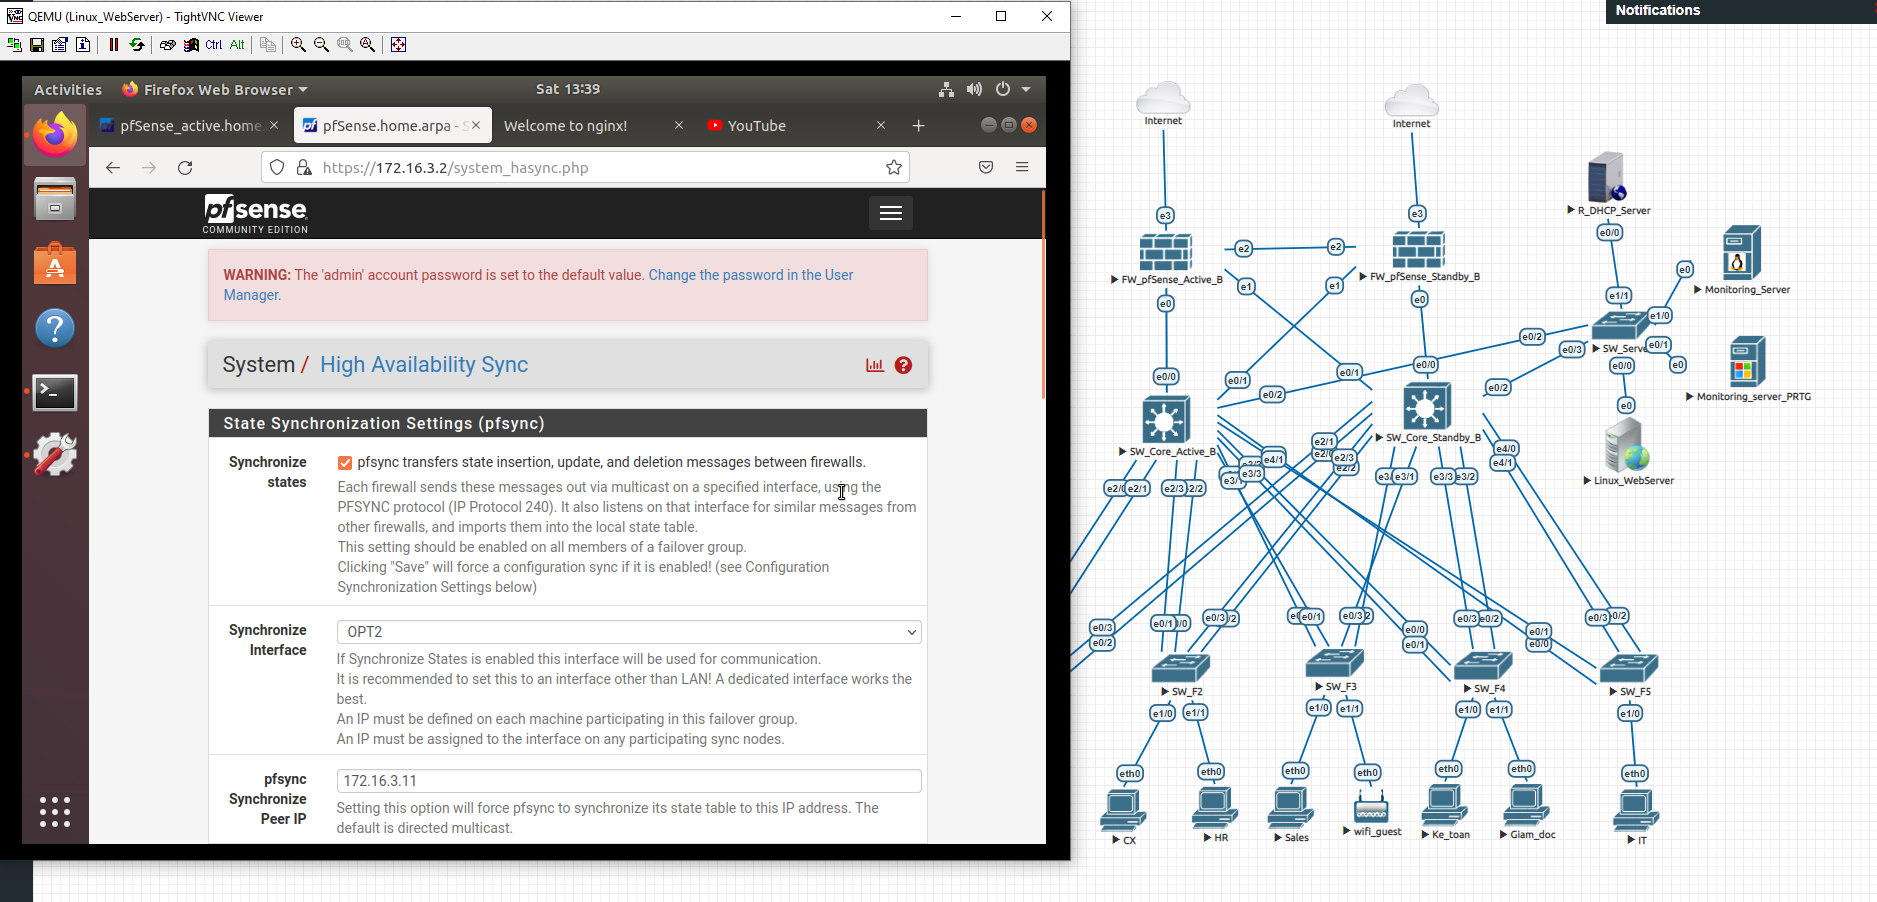 QEMU (Linux_WebServer) - TightVNC Viewer
Ctrl Alt
Activities
Firefox Web Browser
Sat 13:39
pfSense_active.home
pfSense.home.arpa - S
Welcome to nginx!
YouTube
https://172.16.3.2/system_hasync.php
pfsense
COMMUNITY EDITION
WARNING: The 'admin' account password is set to the default value. Change the password in the User
Manager.
System / High Availability Sync
State Synchronization Settings (pfsync)
Synchronize
states
pfsync transfers state insertion, update, and deletion messages between firewalls.
Each firewall sends these messages out via multicast on a specified interface, using the
PFSYNC protocol (IP Protocol 240). It also listens on that interface for similar messages from
other firewalls, and imports them into the local state table.
This setting should be enabled on all members of a failover group.
Clicking "Save" will force a configuration sync if it is enabled! (see Configuration
Synchronization Settings below)
Synchronize
Interface
OPT2
If Synchronize States is enabled this interface will be used for communication.
It is recommended to set this to an interface other than LAN! A dedicated interface works the
best.
An IP must be defined on each machine participating in this failover group.
An IP must be assigned to the interface on any participating sync nodes.
pfsync
Synchronize
Peer IP
172.16.3.11
Setting this option will force pfsync to synchronize its state table to this IP address. The
default is directed multicast.
Notifications
Internet
Internet
e3
e3
R_DHCP_Server
e0/0
e2
e2
FW_pfSense_Active_B
FW_pfSense_Standby_B
e0
Monitoring_Server
e1
e1
e0
e0
e1/1
e1/0
SW_Serve
e0/1
e0/2
e0/3
e0/0
e0
Monitoring_server_PRTG
e0/0
e0/1
e0/2
e0/1
e0/0
e0/2
e0
SW_Core_Active_B
SW_Core_Standby_B
Linux_WebServer
e2/1
e2/3
e2/2
e4/1
e3/3
e4/0
e4/1
e2/1
e2/3
2/2
e3/1
e3/3
e3/2
e0/3
e0/2
e0/1
e0/3
e0/1
e0/3
e0/0
e0/1
e0/3
e0/2
e0/1
e0/0
e0/3
e0/2
SW_F2
SW_F3
SW_F4
SW_F5
e1/0
e1/1
e1/0
e1/1
e1/0
e1/1
e1/0
eth0
eth0
eth0
eth0
eth0
eth0
eth0
CX
HR
Sales
wifi_guest
Ke_toan
Giam_doc
IT